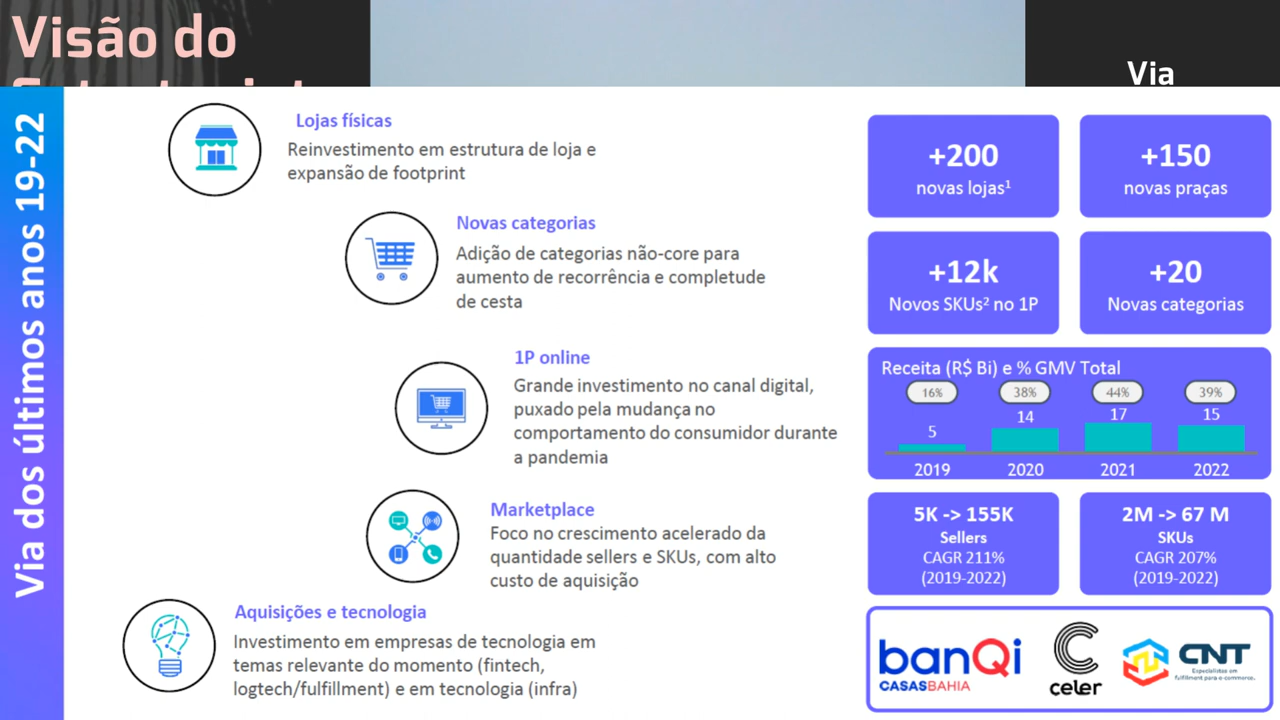 Visão do
Via
Via dos últimos anos 19-22
Lojas físicas
Reinvestimento em estrutura de loja e
expansão de footprint
Novas categorias
Adição de categorias não-core para
aumento de recorrência e completude
de cesta
1P online
Grande investimento no canal digital,
puxado pela mudança no
comportamento do consumidor durante
a pandemia
Marketplace
Foco no crescimento acelerado da
quantidade sellers e SKUs, com alto
custo de aquisição
Aquisições e tecnologia
Investimento em empresas de tecnologia em
temas relevante do momento (fintech,
logtech/fulfillment) e em tecnologia (infra)
+200
novas lojas¹
+150
novas praças
+12k
Novos SKUs² no 1P
+20
Novas categorias
Receita (R$ Bi) e % GMV Total
16% 38% 44% 39%
5 14 17 15
2019 2020 2021 2022
5K -> 155K
Sellers
CAGR 211%
(2019-2022)
2M -> 67 M
SKUs
CAGR 207%
(2019-2022)
banQi
CASASBAHIA
celer
CNT
Especialistas em
fulfillment para e-commerce.